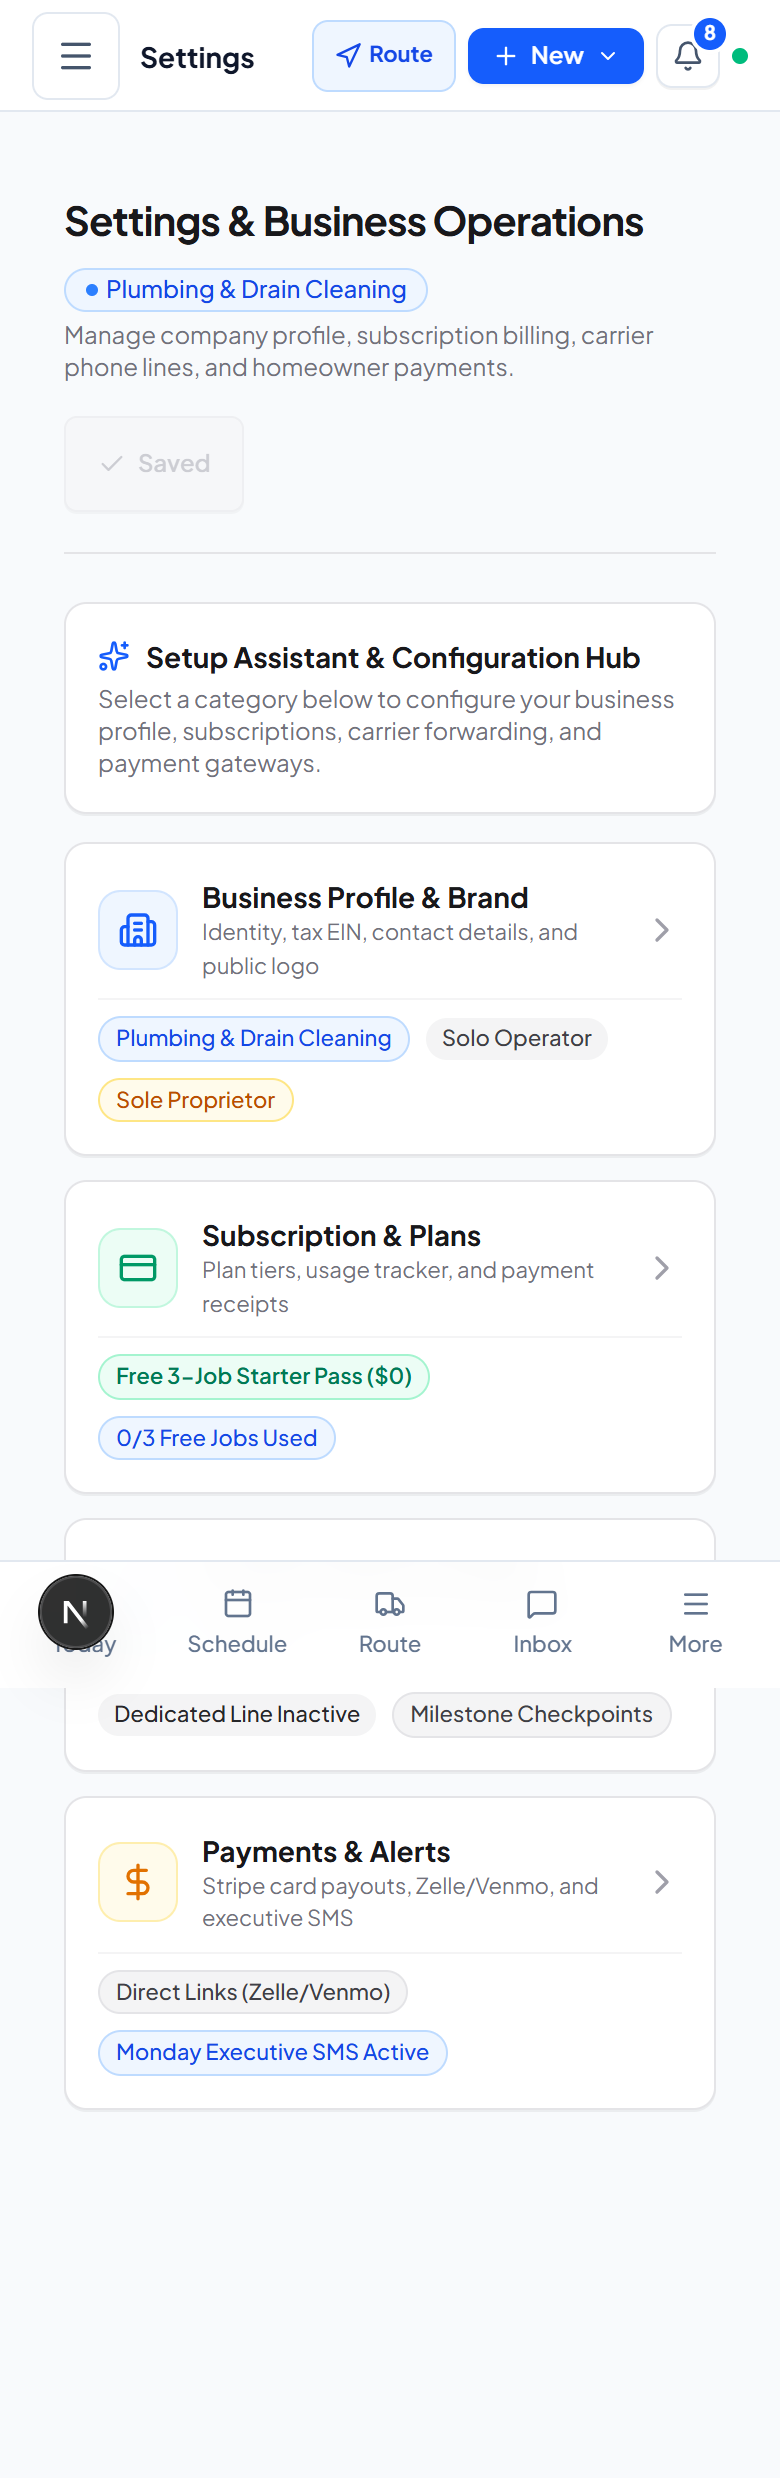 Settings
Route
New
8
Settings & Business Operations
Plumbing & Drain Cleaning
Manage company profile, subscription billing, carrier
phone lines, and homeowner payments.
Saved
Setup Assistant & Configuration Hub
Select a category below to configure your business
profile, subscriptions, carrier forwarding, and
payment gateways.
Business Profile & Brand
Identity, tax EIN, contact details, and
public logo
Plumbing & Drain Cleaning
Solo Operator
Sole Proprietor
Subscription & Plans
Plan tiers, usage tracker, and payment
receipts
Free 3-Job Starter Pass ($0)
0/3 Free Jobs Used
N
Today
Schedule
Route
Inbox
More
Dedicated Line Inactive
Milestone Checkpoints
Payments & Alerts
Stripe card payouts, Zelle/Venmo, and
executive SMS
Direct Links (Zelle/Venmo)
Monday Executive SMS Active